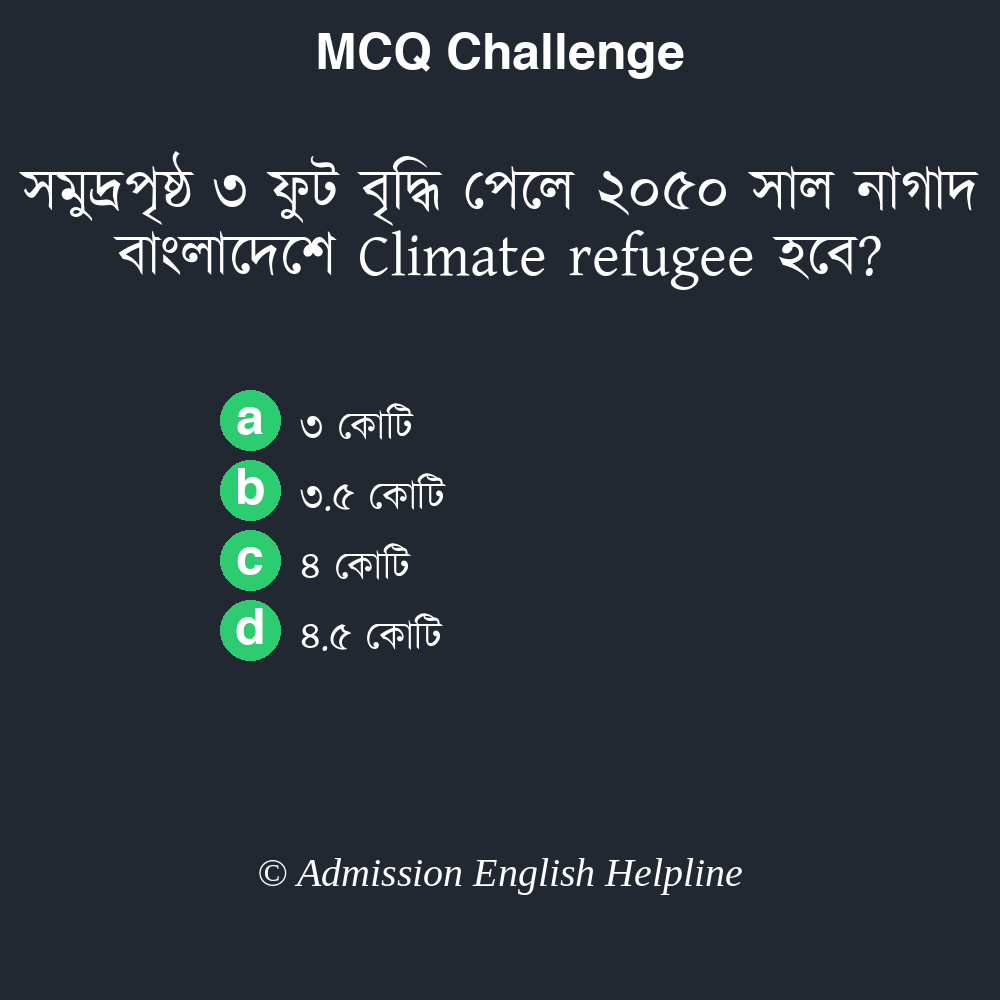 MCQ Challenge
সমুদ্রপৃষ্ঠ ৩ ফুট বৃদ্ধি পেলে ২০৫০ সাল নাগাদ
বাংলাদেশে Climate refugee হবে?
a ৩ কোটি
b ৩.৫ কোটি
c ৪ কোটি
d ৪.৫ কোটি
© Admission English Helpline